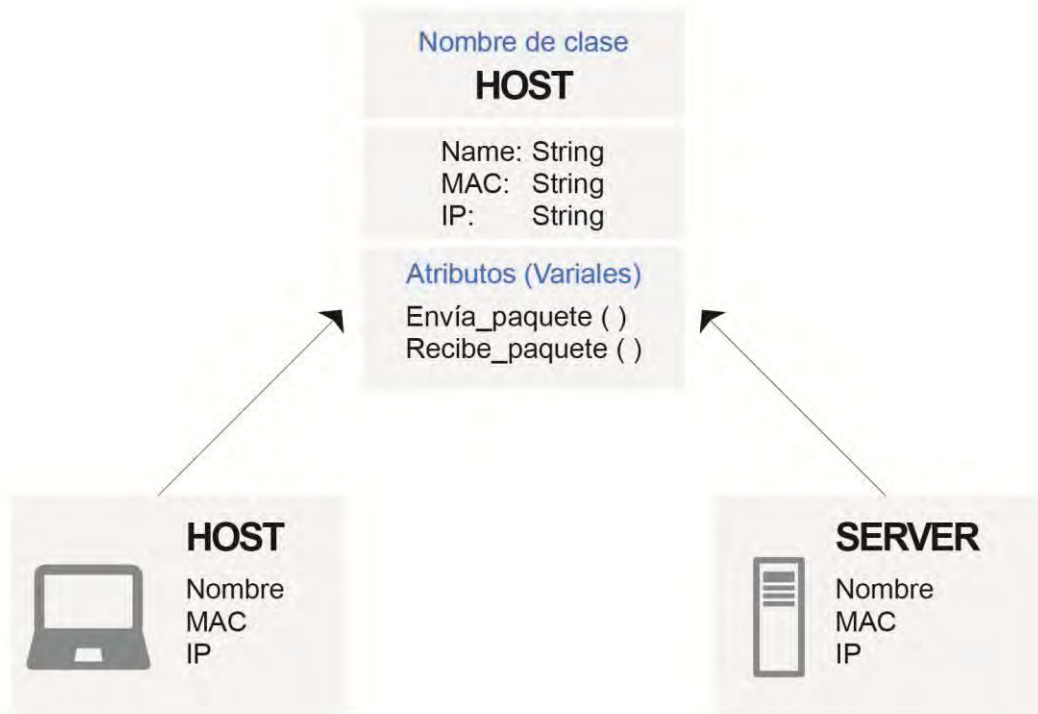 Nombre de clase
HOST
Name: String
MAC: String
IP: String
Atributos (Variales)
Envía_paquete ( )
Recibe_paquete ( )
HOST
Nombre
MAC
IP
SERVER
Nombre
MAC
IP